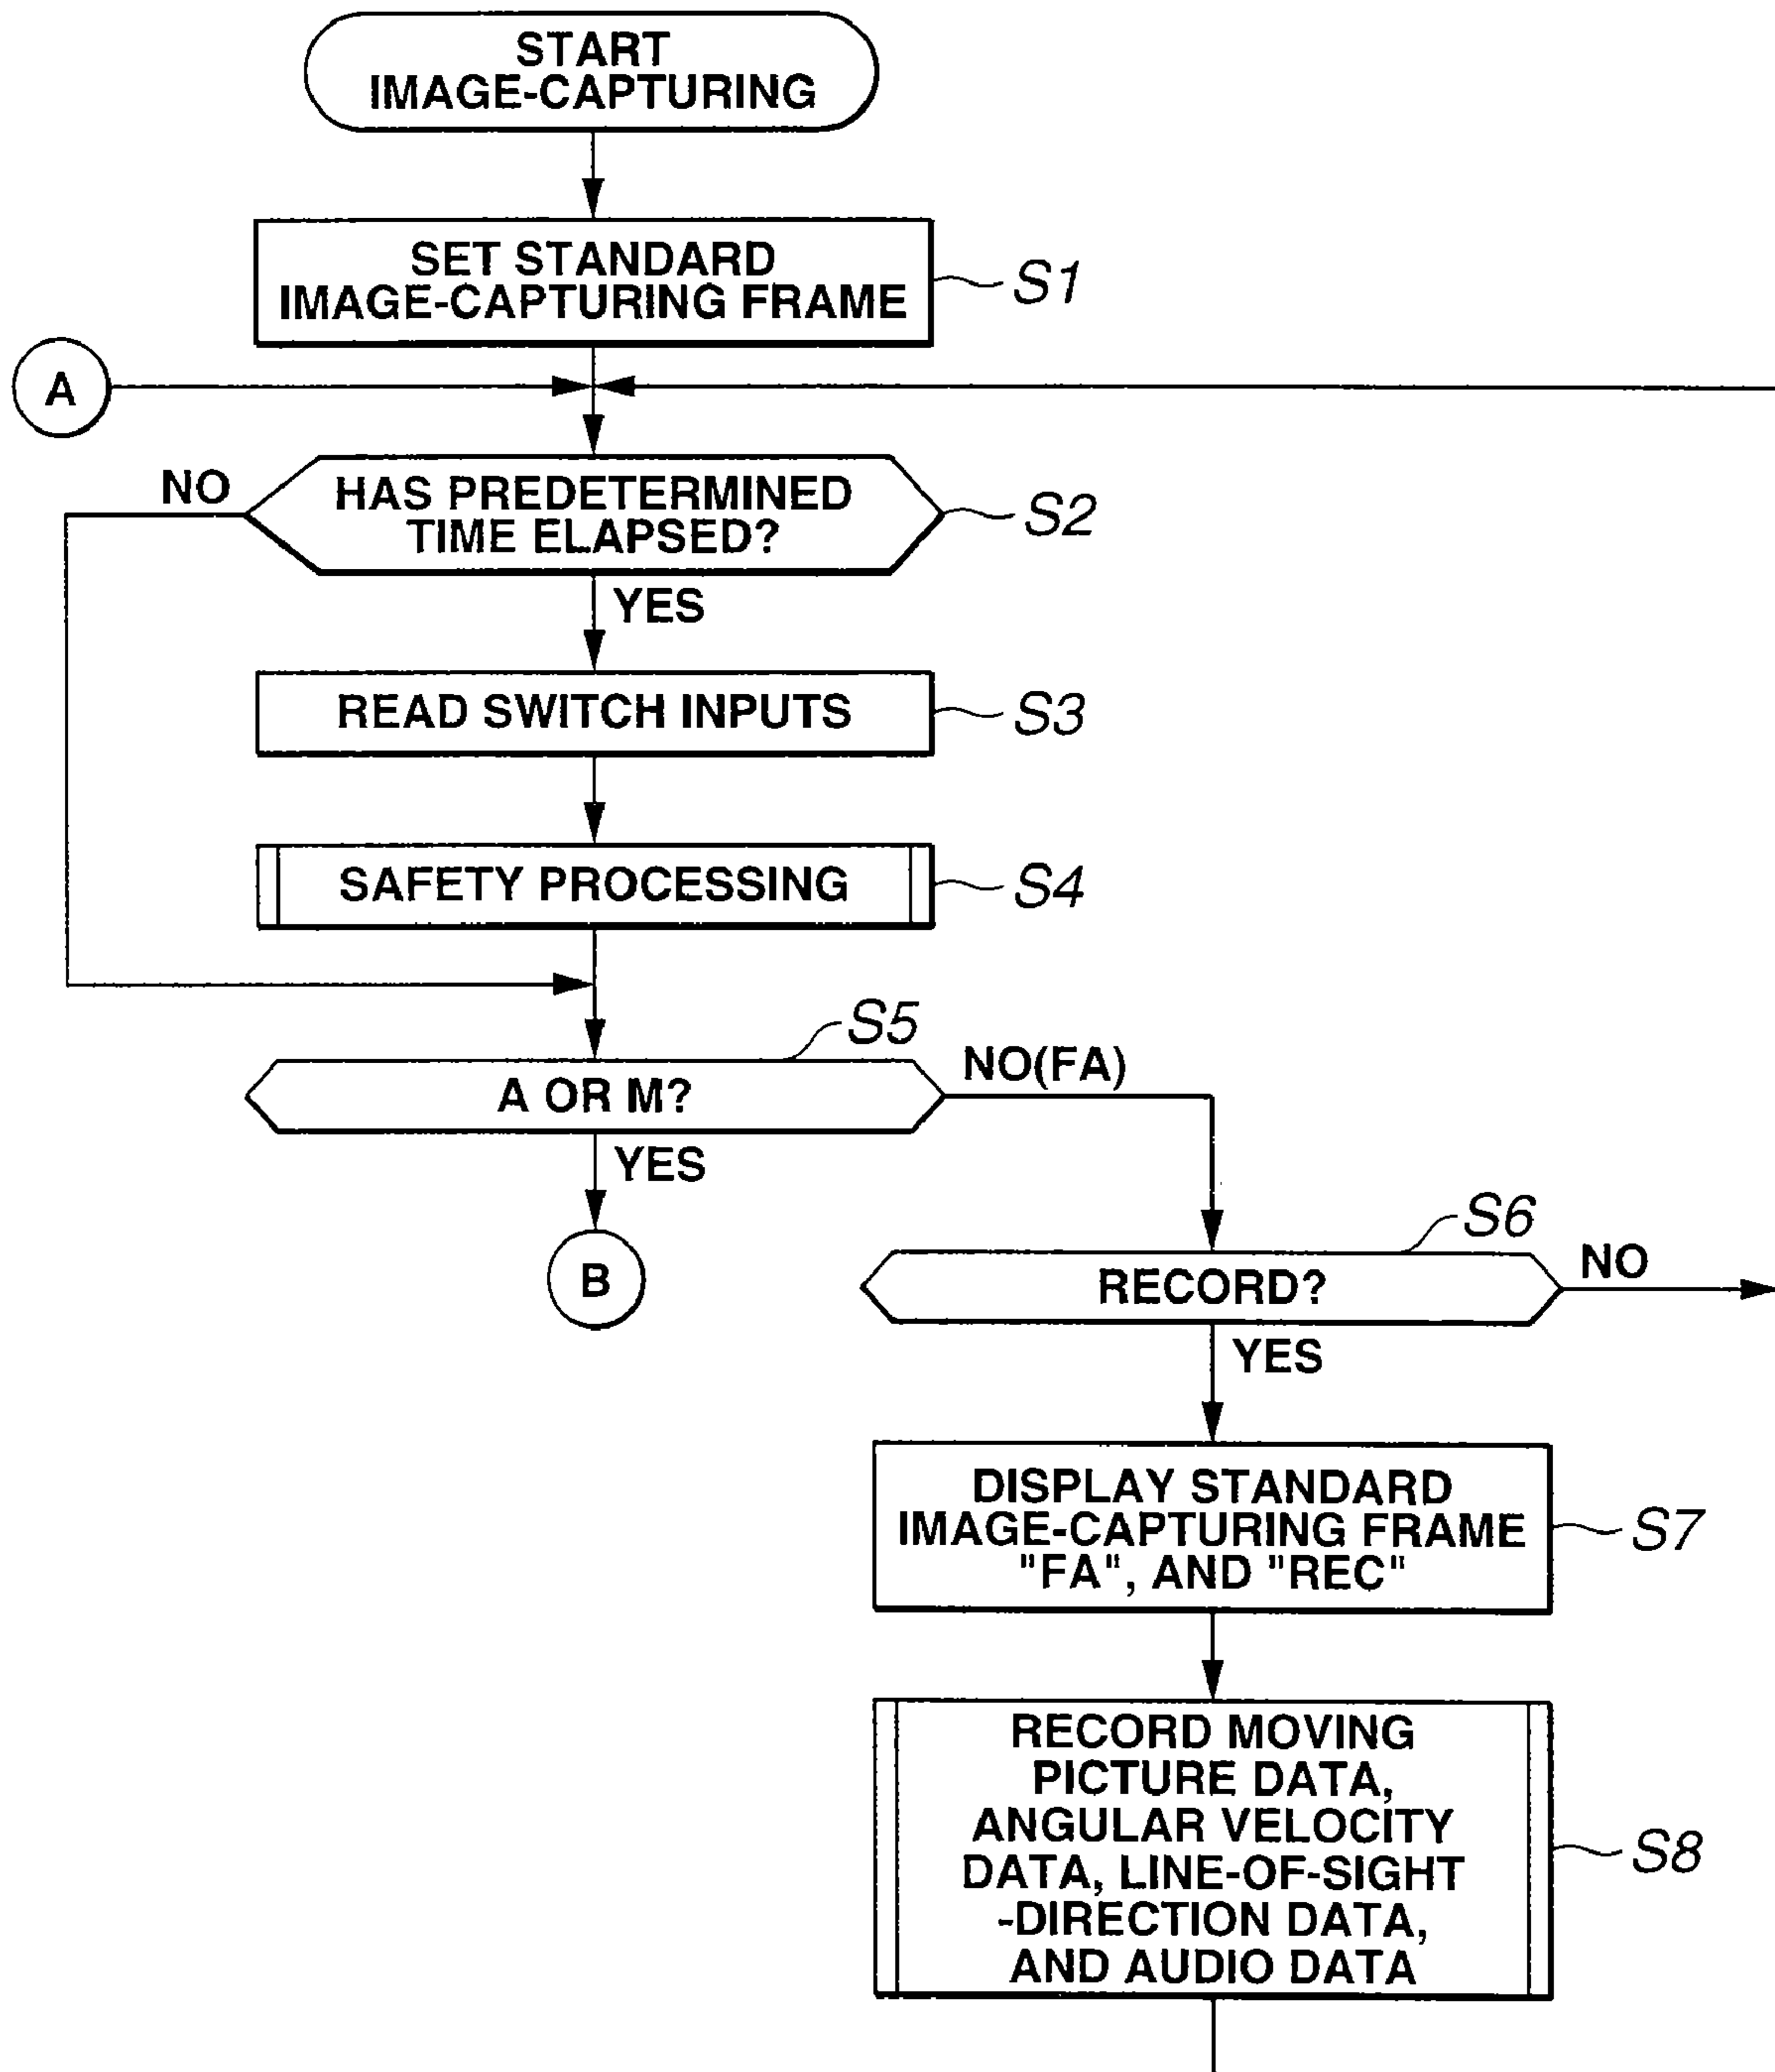 START
IMAGE-CAPTURING
SET STANDARD
IMAGE-CAPTURING FRAME
S1
A
NO
HAS PREDETERMINED
TIME ELAPSED?
S2
YES
READ SWITCH INPUTS
S3
SAFETY PROCESSING
S4
S5
A OR M?
NO(FA)
YES
B
S6
RECORD?
NO
YES
DISPLAY STANDARD
IMAGE-CAPTURING FRAME
"FA", AND "REC"
S7
RECORD MOVING
PICTURE DATA,
ANGULAR VELOCITY
DATA, LINE-OF-SIGHT
-DIRECTION DATA,
AND AUDIO DATA
S8